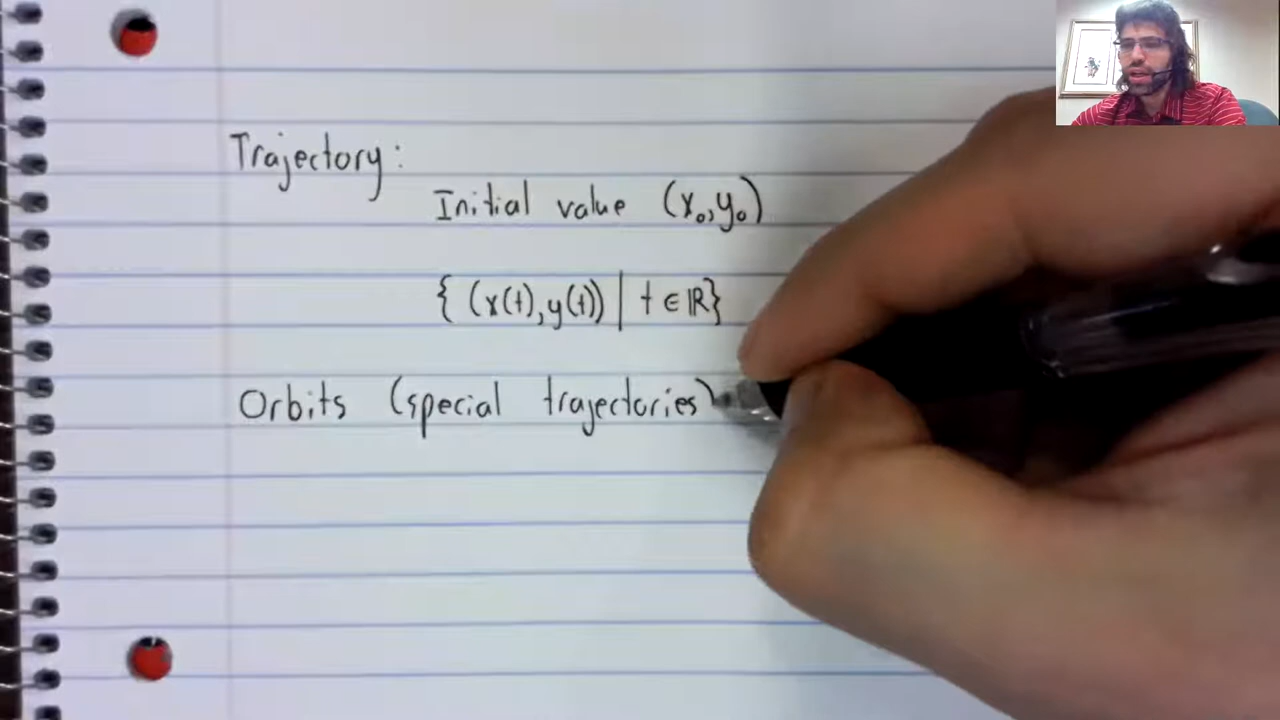 Trajectory:
Initial value (x₀,y₀)
{ (x(t),y(t)) | t ∈ ℝ}
Orbits (special trajectories)